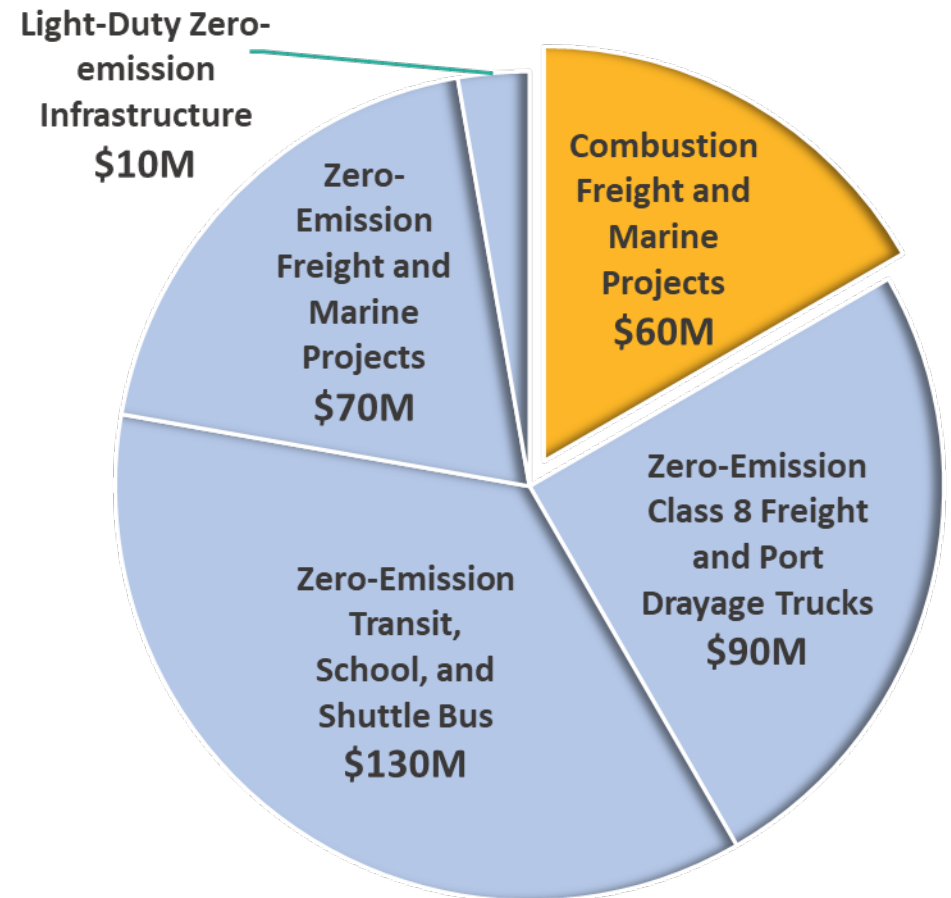 Light-Duty Zero-
emission
Infrastructure
$10M
Combustion
Freight and
Marine
Projects
$60M
Zero-
Emission
Freight and
Marine
Projects
$70M
Zero-Emission
Class 8 Freight
and Port
Drayage Trucks
$90M
Zero-Emission
Transit,
School, and
Shuttle Bus
$130M